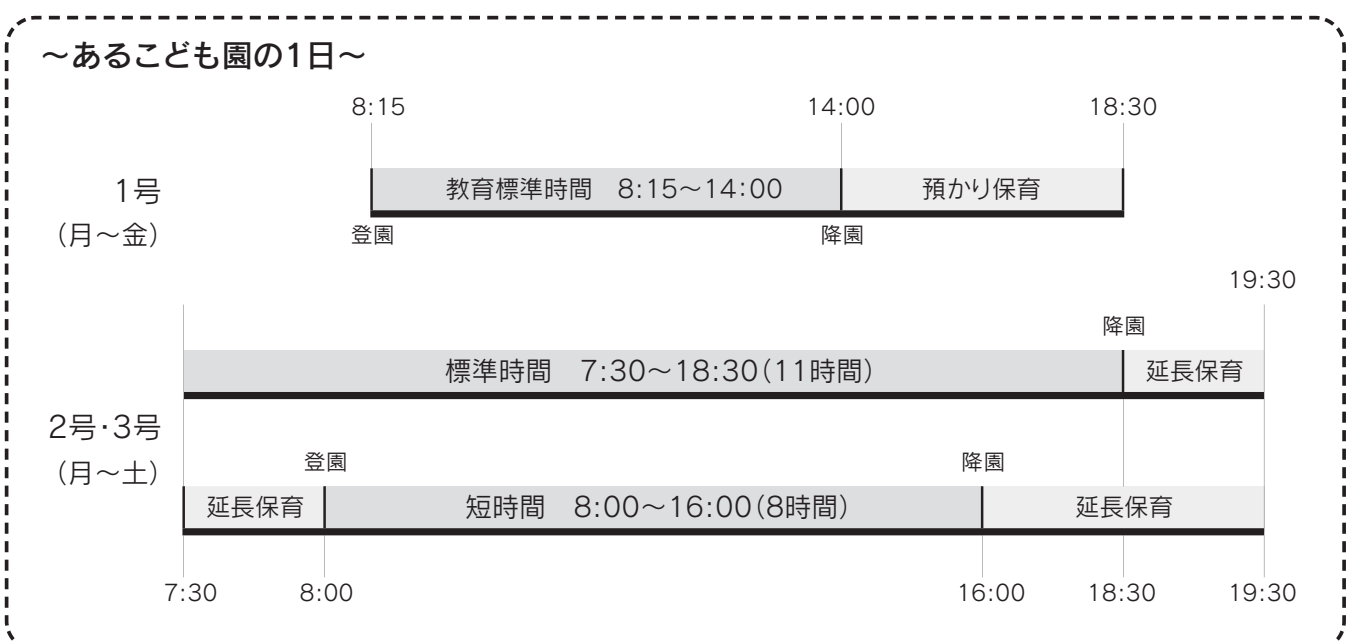 ～あるこども園の1日～
8:15 14:00 18:30
1号 教育標準時間 8:15～14:00 預かり保育
（月～金） 登園 降園
19:30
降園
標準時間 7:30～18:30（11時間） 延長保育
2号・3号
（月～土） 登園 降園
延長保育 短時間 8:00～16:00（8時間） 延長保育
7:30 8:00 16:00 18:30 19:30